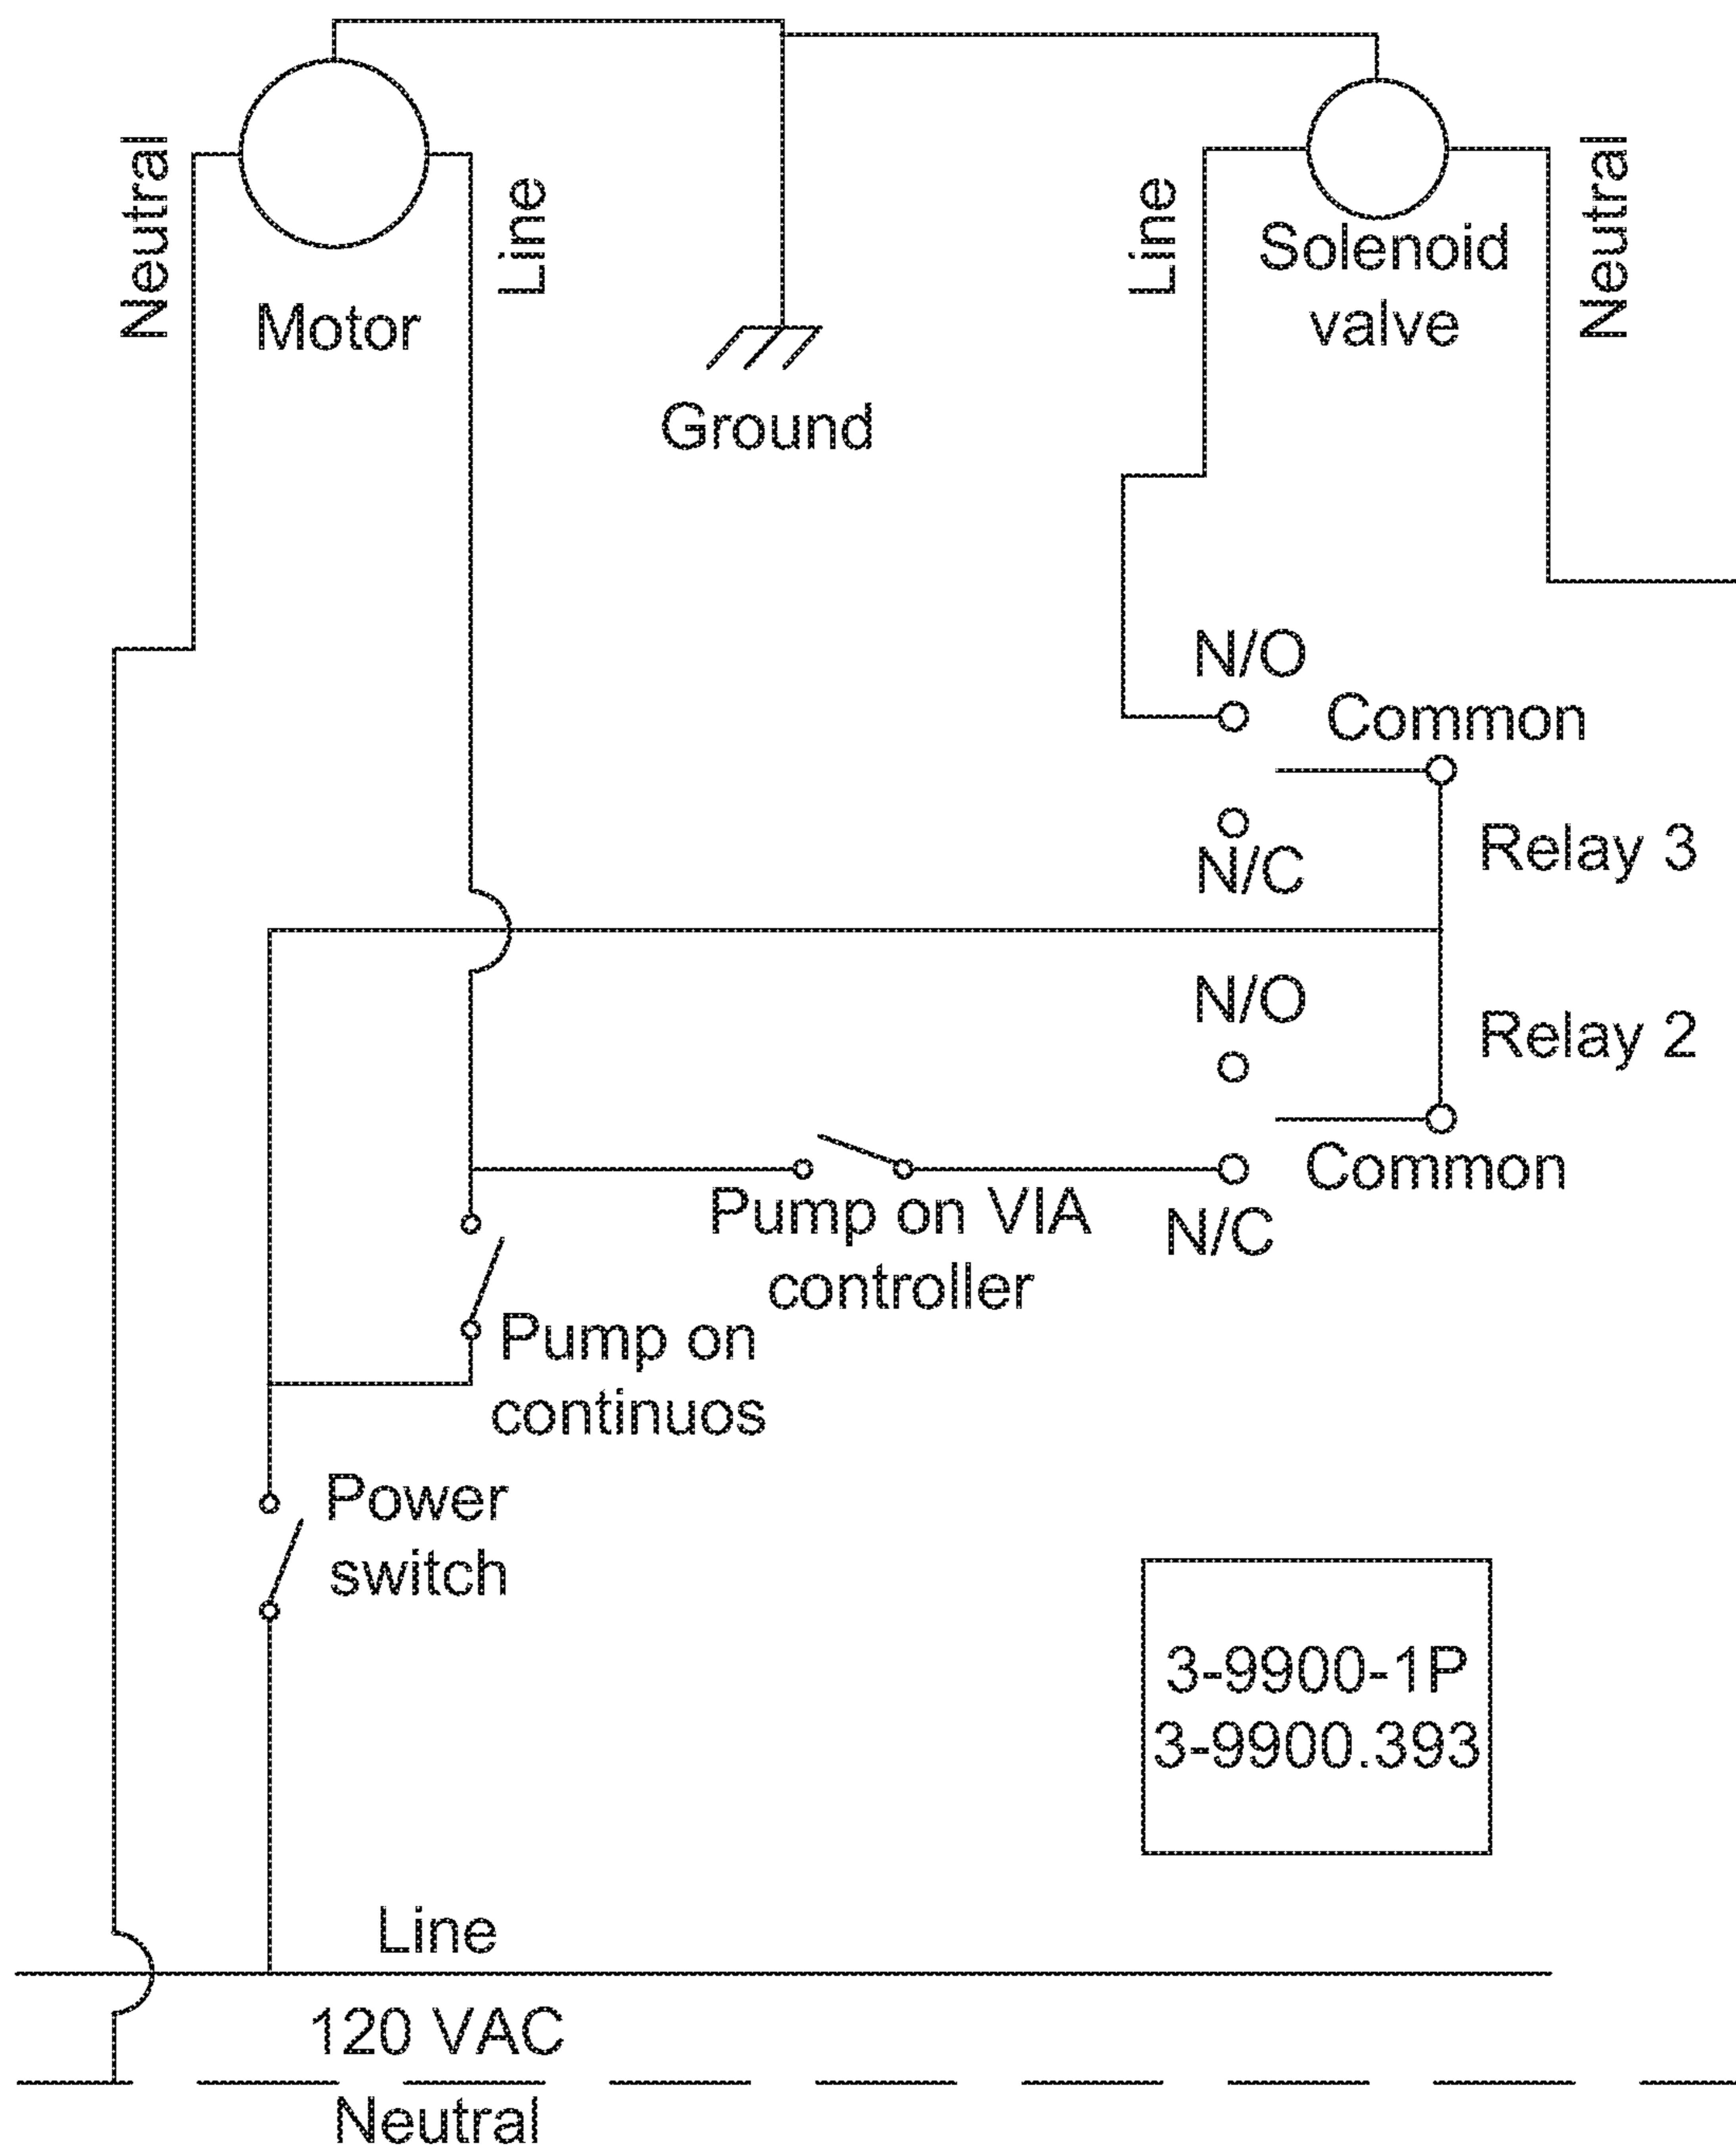 Neutral
Motor
Line
Ground
Line
Solenoid
valve
Neutral
N/O
Common
N/C
Relay 3
N/O
Relay 2
Common
N/C
Pump on VIA
controller
Pump on
continuos
Power
switch
3-9900-1P
3-9900.393
Line
120 VAC
Neutral